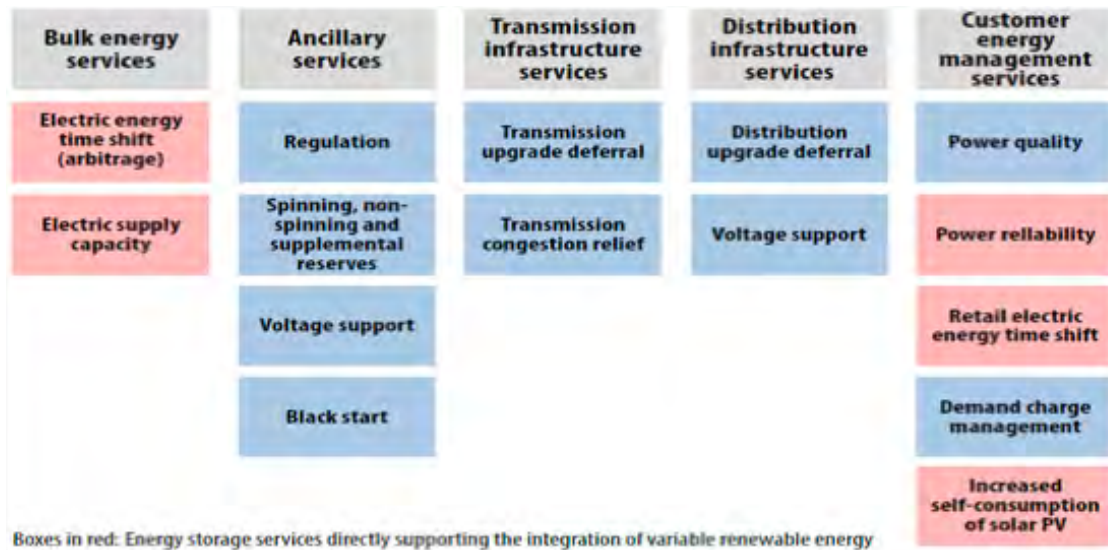 Bulk energy
services
Ancillary
services
Transmission
infrastructure
services
Distribution
infrastructure
services
Customer
energy
management
services
Electric energy
time shift
(arbitrage)
Regulation
Transmission
upgrade deferral
Distribution
upgrade deferral
Power quality
Electric supply
capacity
Spinning, non-
spinning and
supplemental
reserves
Transmission
congestion relief
Voltage support
Power reliability
Voltage support
Retail electric
energy time shift
Black start
Demand charge
management
Increased
self-consumption
of solar PV
Boxes in red: Energy storage services directly supporting the integration of variable renewable energy